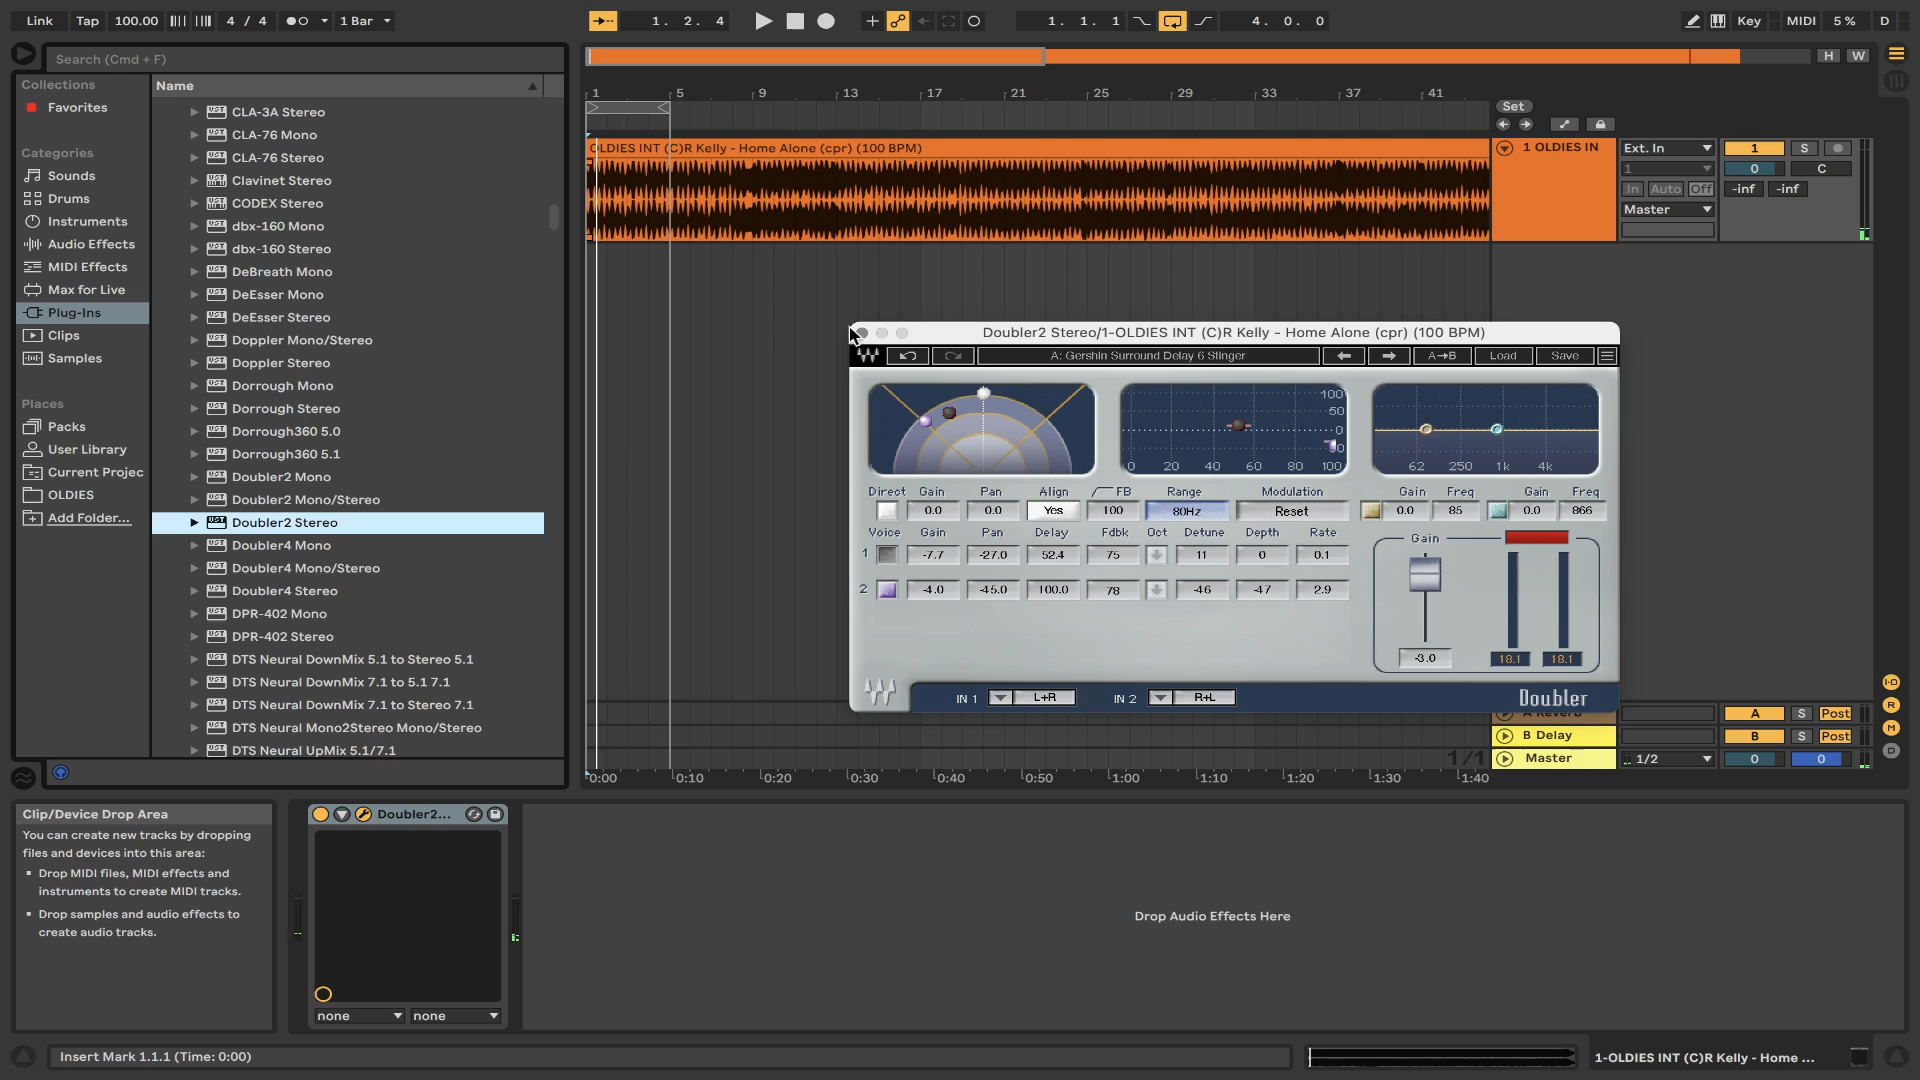 Link Tap 100.00 4 / 4 1 Bar 1. 2. 4 1. 1. 1 4. 0. 0 Key MIDI 5 % D
Search (Cmd + F)
H W
Collections
Favorites
Categories
Sounds
Drums
Instruments
Audio Effects
MIDI Effects
Max for Live
Plug-Ins
Clips
Samples
Places
Packs
User Library
Current Projec
OLDIES
Add Folder...
Name
CLA-3A Stereo
CLA-76 Mono
CLA-76 Stereo
Clavinet Stereo
CODEX Stereo
dbx-160 Mono
dbx-160 Stereo
DeBreath Mono
DeEsser Mono
DeEsser Stereo
Doppler Mono/Stereo
Doppler Stereo
Dorrough Mono
Dorrough Stereo
Dorrough360 5.0
Dorrough360 5.1
Doubler2 Mono
Doubler2 Mono/Stereo
Doubler2 Stereo
Doubler4 Mono
Doubler4 Mono/Stereo
Doubler4 Stereo
DPR-402 Mono
DPR-402 Stereo
DTS Neural DownMix 5.1 to Stereo 5.1
DTS Neural DownMix 7.1 to 5.1 7.1
DTS Neural DownMix 7.1 to Stereo 7.1
DTS Neural Mono2Stereo Mono/Stereo
DTS Neural UpMix 5.1/7.1
1 5 9 13 17 21 25 29 33 37 41
Set
OLDIES INT (C)R Kelly - Home Alone (cpr) (100 BPM)
1 OLDIES IN Ext. In 1 S
1 0 C
In Auto Off -inf -inf
Master
Doubler2 Stereo/1-OLDIES INT (C)R Kelly - Home Alone (cpr) (100 BPM)
A: Gershin Surround Delay 6 Stinger A→B Load Save
100
50
0
50
0 20 40 60 80 100
62 250 1k 4k
Direct Gain Pan Align FB Range Modulation Gain Freq Gain Freq
0.0 0.0 Yes 100 80Hz Reset 0.0 85 0.0 866
Voice Gain Pan Delay Fdbk Oct Detune Depth Rate Gain
1 -7.7 -27.0 52.4 75 11 0 0.1
2 -4.0 -45.0 100.0 78 -46 -47 2.9
-3.0 18.1 18.1
IN 1 L+R IN 2 R+L Doubler
A Reverb A S Post
B Delay B S Post
1/1 Master 1/2 0 0
0:00 0:10 0:20 0:30 0:40 0:50 1:00 1:10 1:20 1:30 1:40
I·O
R
M
D
Clip/Device Drop Area
You can create new tracks by dropping
files and devices into this area:
▪ Drop MIDI files, MIDI effects and
instruments to create MIDI tracks.
▪ Drop samples and audio effects to
create audio tracks.
Doubler2...
none none
Drop Audio Effects Here
Insert Mark 1.1.1 (Time: 0:00)
1-OLDIES INT (C)R Kelly - Home ...